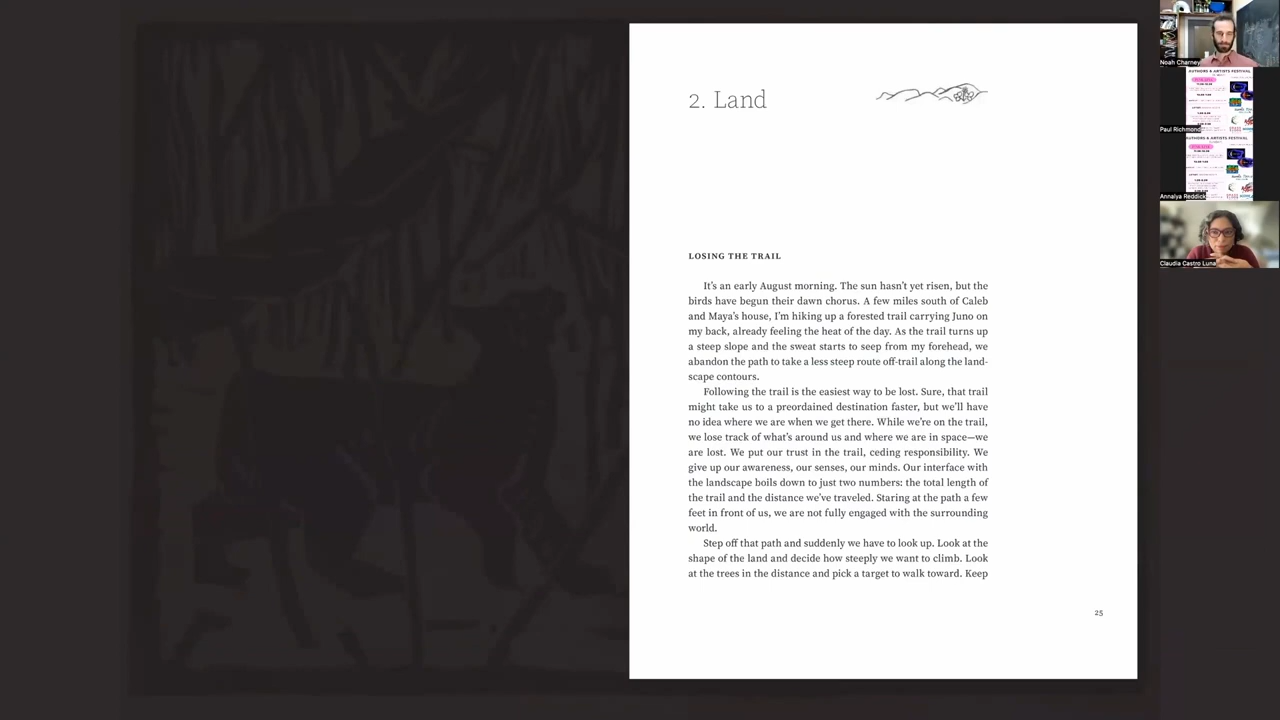 2. Land
LOSING THE TRAIL
It’s an early August morning. The sun hasn’t yet risen, but the
birds have begun their dawn chorus. A few miles south of Caleb
and Maya’s house, I’m hiking up a forested trail carrying Juno on
my back, already feeling the heat of the day. As the trail turns up
a steep slope and the sweat starts to seep from my forehead, we
abandon the path to take a less steep route off-trail along the land-
scape contours.
Following the trail is the easiest way to be lost. Sure, that trail
might take us to a preordained destination faster, but we’ll have
no idea where we are when we get there. While we’re on the trail,
we lose track of what’s around us and where we are in space—we
are lost. We put our trust in the trail, ceding responsibility. We
give up our awareness, our senses, our minds. Our interface with
the landscape boils down to just two numbers: the total length of
the trail and the distance we’ve traveled. Staring at the path a few
feet in front of us, we are not fully engaged with the surrounding
world.
Step off that path and suddenly we have to look up. Look at the
shape of the land and decide how steeply we want to climb. Look
at the trees in the distance and pick a target to walk toward. Keep
25
Noah Charney
AUTHORS & ARTISTS FESTIVAL
Paul Richmond
AUTHORS & ARTISTS FESTIVAL
Annalya Reddick
Claudia Castro Luna